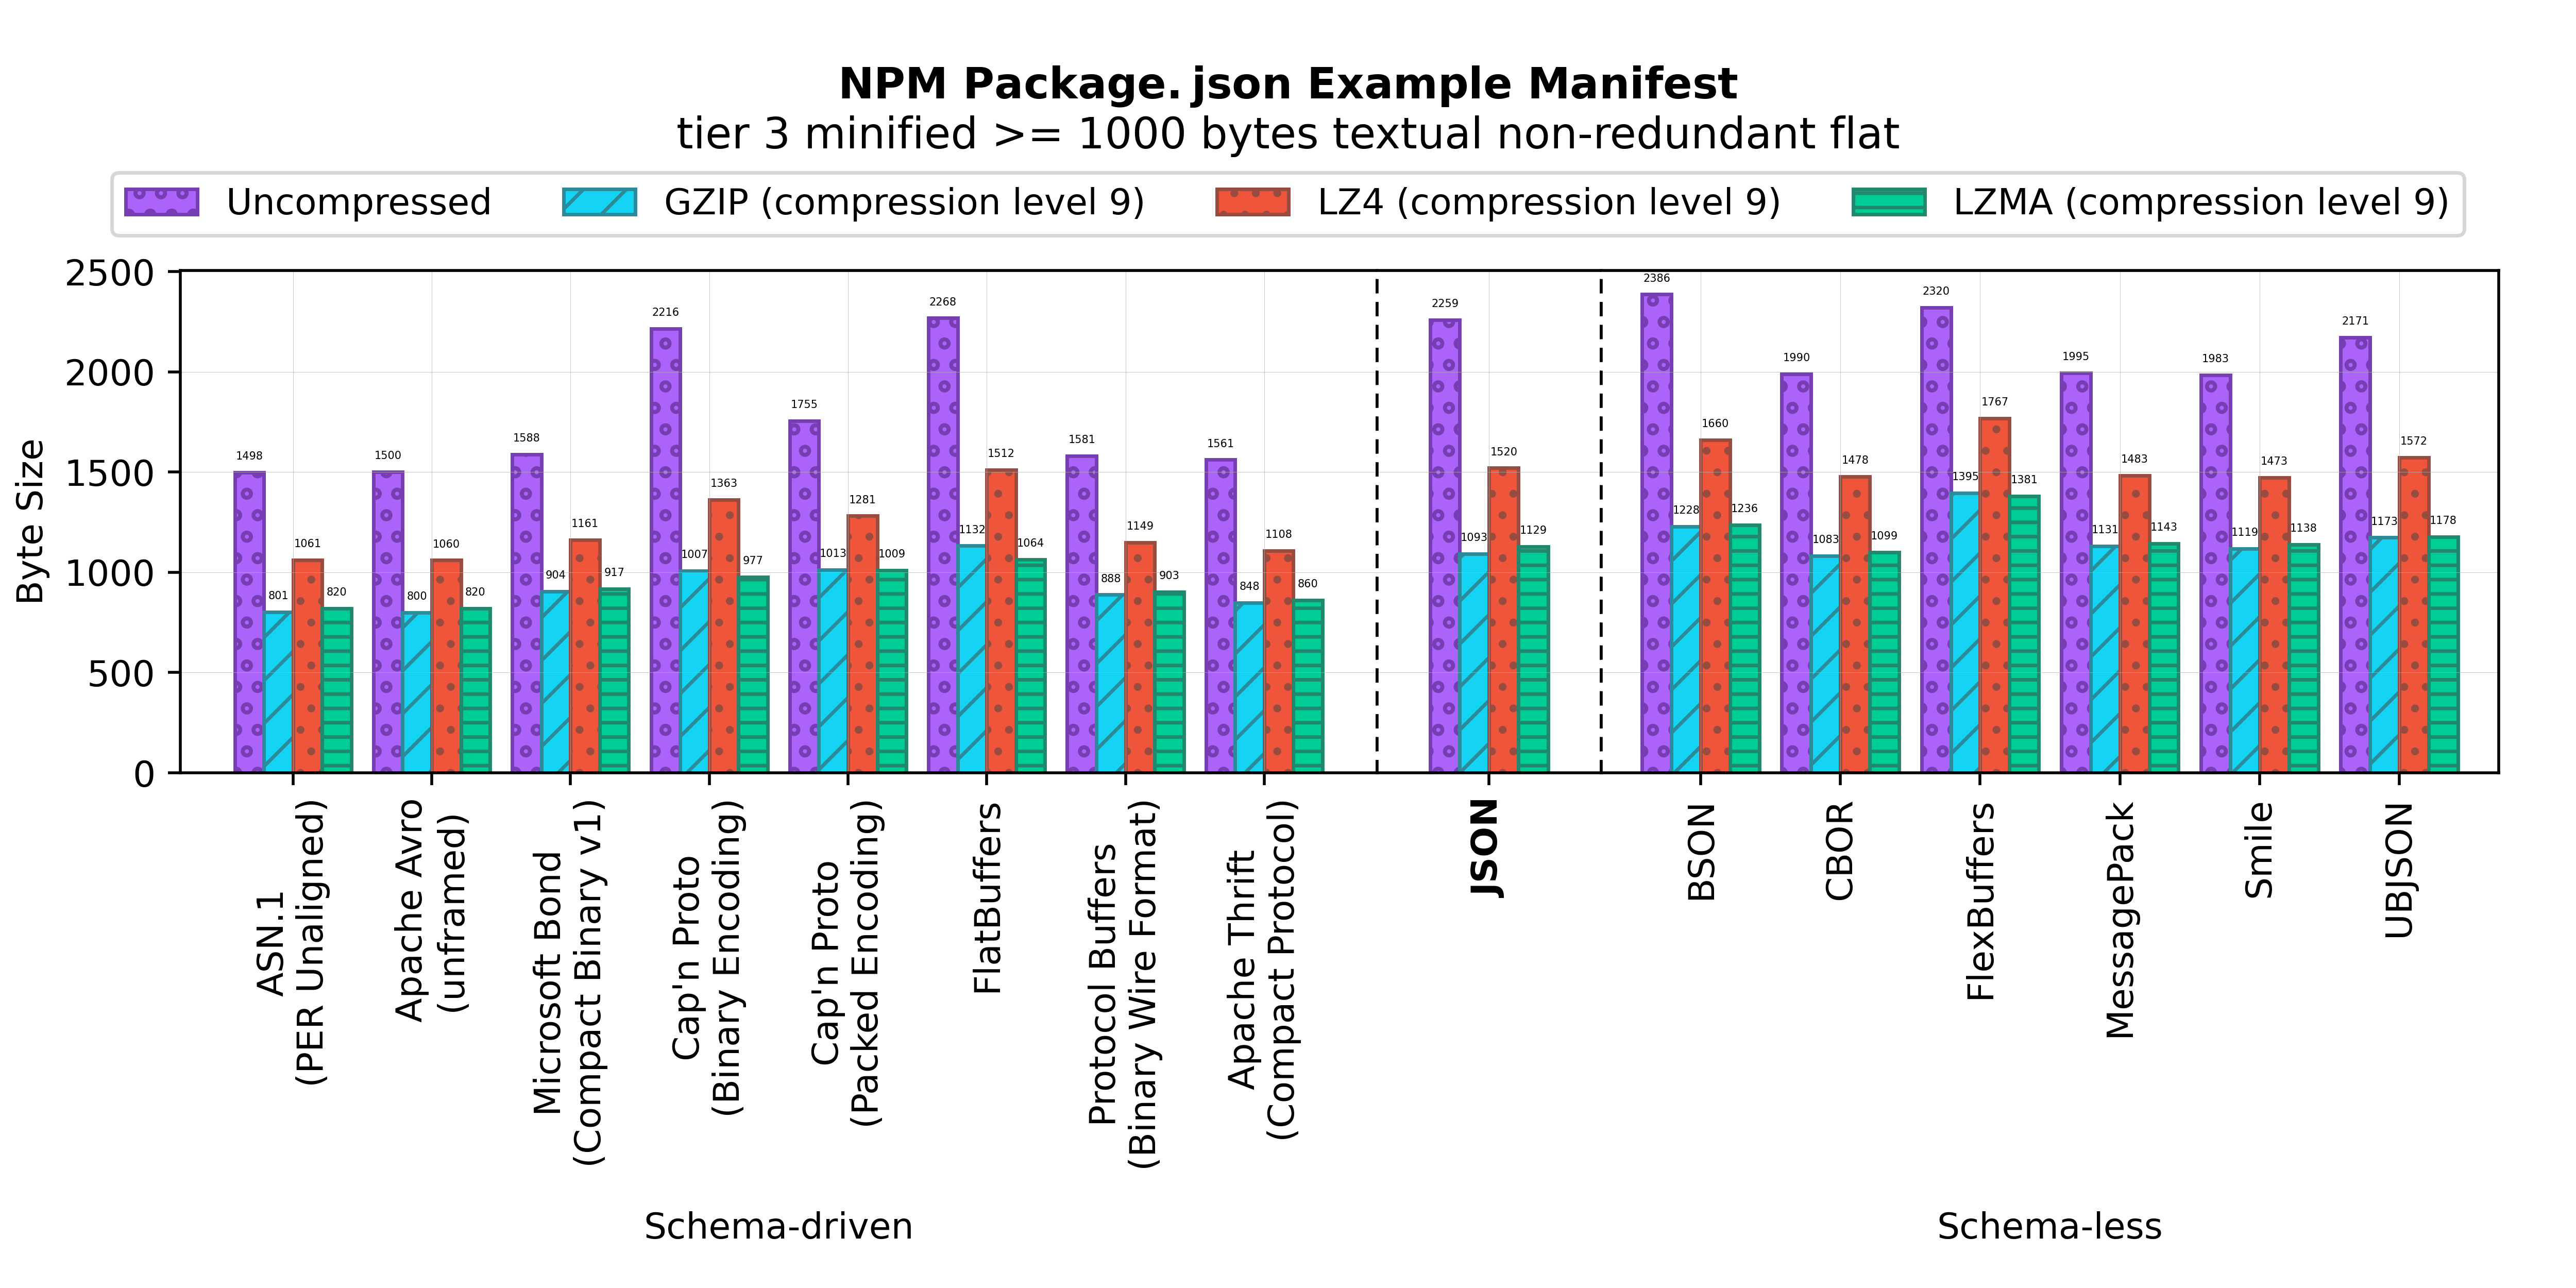 NPM Package.json Example Manifest
tier 3 minified >= 1000 bytes textual non-redundant flat
Uncompressed
GZIP (compression level 9)
LZ4 (compression level 9)
LZMA (compression level 9)
Byte Size
2500
2000
1500
1000
500
0
1498
801
1061
820
1500
800
1060
820
1588
904
1161
917
2216
1007
1363
977
1755
1013
1281
1009
2268
1132
1512
1064
1581
888
1149
903
1561
848
1108
860
2259
1093
1520
1129
2386
1228
1660
1236
1990
1083
1478
1099
2320
1395
1767
1381
1995
1131
1483
1143
1983
1119
1473
1138
2171
1173
1572
1178
ASN.1
(PER Unaligned)
Apache Avro
(unframed)
Microsoft Bond
(Compact Binary v1)
Cap'n Proto
(Binary Encoding)
Cap'n Proto
(Packed Encoding)
FlatBuffers
Protocol Buffers
(Binary Wire Format)
Apache Thrift
(Compact Protocol)
JSON
BSON
CBOR
FlexBuffers
MessagePack
Smile
UBJSON
Schema-driven
Schema-less